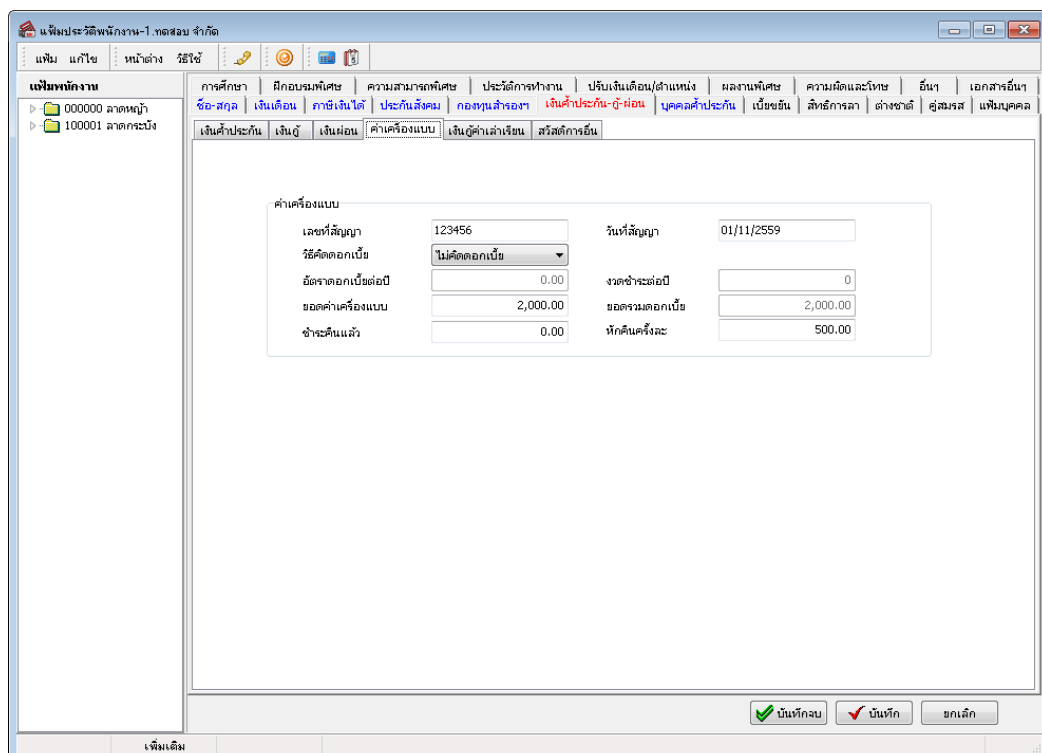 แฟ้มประวัติพนักงาน-1.ทดสอบ จำกัด
แฟ้ม แก้ไข หน้าต่าง วิธีใช้
แฟ้มพนักงาน
000000 ลาดหญ้า
100001 ลาดกระบัง
การศึกษา ฝึกอบรมพิเศษ ความสามารถพิเศษ ประวัติการทำงาน ปรับเงินเดือน/ตำแหน่ง ผลงานพิเศษ ความผิดและโทษ อื่นๆ เอกสารอื่นๆ
ชื่อ-สกุล เงินเดือน ภาษีเงินได้ ประกันสังคม กองทุนสำรองฯ เงินค้ำประกัน-กู้-ผ่อน บุคคลค้ำประกัน เบี้ยขยัน สิทธิการลา ต่างชาติ คู่สมรส แฟ้มบุคคล
เงินค้ำประกัน เงินกู้ เงินผ่อน ค่าเครื่องแบบ เงินกู้ค่าเล่าเรียน สวัสดิการอื่น
ค่าเครื่องแบบ
เลขที่สัญญา 123456 วันที่สัญญา 01/11/2559
วิธีคิดดอกเบี้ย ไม่คิดดอกเบี้ย
อัตราดอกเบี้ยต่อปี 0.00 งวดชำระต่อปี 0
ยอดค่าเครื่องแบบ 2,000.00 ยอดรวมดอกเบี้ย 2,000.00
ชำระคืนแล้ว 0.00 หักคืนครั้งละ 500.00
บันทึกจบ บันทึก ยกเลิก
เพิ่มเติม